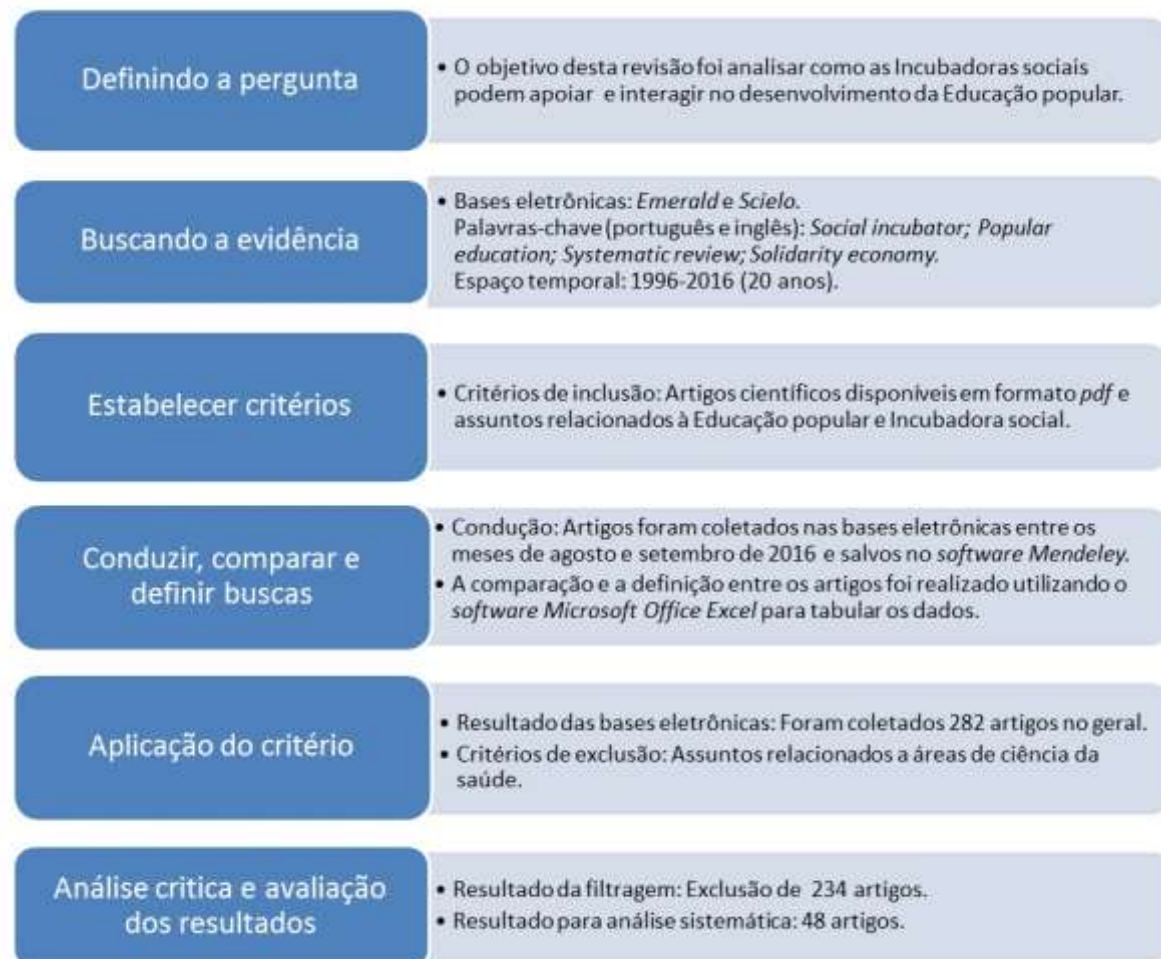 Definindo a pergunta
• O objetivo desta revisão foi analisar como as Incubadoras sociais
podem apoiar e interagir no desenvolvimento da Educação popular.
Buscando a evidência
• Bases eletrônicas: Emerald e Scielo.
Palavras-chave (português e inglês): Social incubator; Popular
education; Systematic review; Solidarity economy.
Espaço temporal: 1996-2016 (20 anos).
Estabelecer critérios
• Critérios de inclusão: Artigos científicos disponíveis em formato pdf e
assuntos relacionados à Educação popular e Incubadora social.
Conduzir, comparar e
definir buscas
• Condução: Artigos foram coletados nas bases eletrônicas entre os
meses de agosto e setembro de 2016 e salvos no software Mendeley.
• A comparação e a definição entre os artigos foi realizado utilizando o
software Microsoft Office Excel para tabular os dados.
Aplicação do critério
• Resultado das bases eletrônicas: Foram coletados 282 artigos no geral.
• Critérios de exclusão: Assuntos relacionados a áreas de ciência da
saúde.
Análise critica e avaliação
dos resultados
• Resultado da filtragem: Exclusão de 234 artigos.
• Resultado para análise sistemática: 48 artigos.